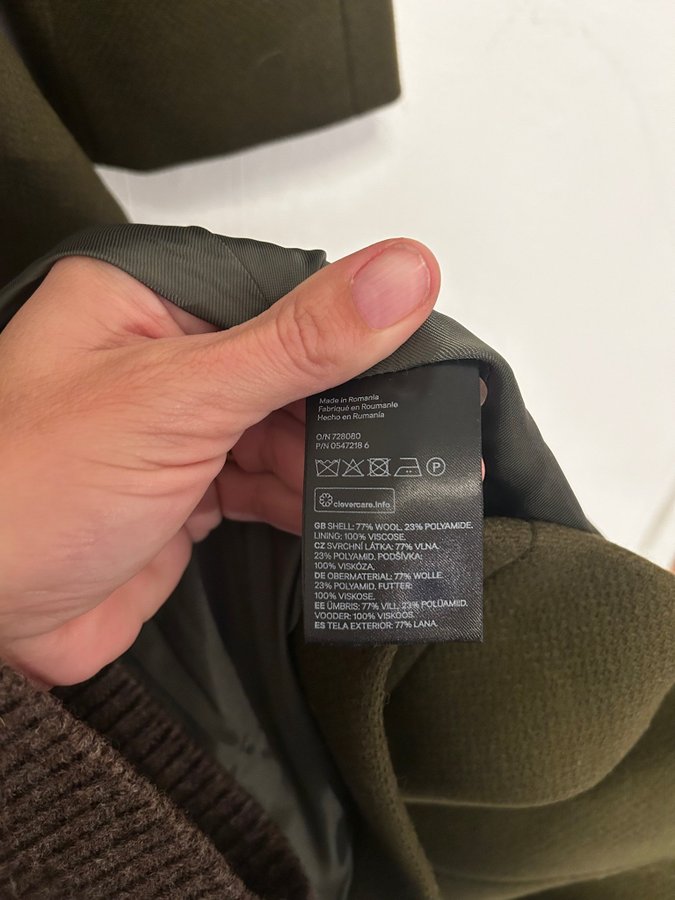 Made in Romania
Fabriqué en Roumanie
Hecho en Rumanía
O/N 728080
P/N 0547218 6
P
clevercare.info
GB SHELL: 77% WOOL, 23% POLYAMIDE.
LINING: 100% VISCOSE.
CZ SVRCHNÍ LÁTKA: 77% VLNA,
23% POLYAMID. PODŠÍVKA:
100% VISKÓZA.
DE OBERMATERIAL: 77% WOLLE,
23% POLYAMID. FUTTER:
100% VISKOSE.
EE ÜMBRIS: 77% VILL, 23% POLÜAMIID.
VOODER: 100% VISKOOS.
ES TELA EXTERIOR: 77% LANA,